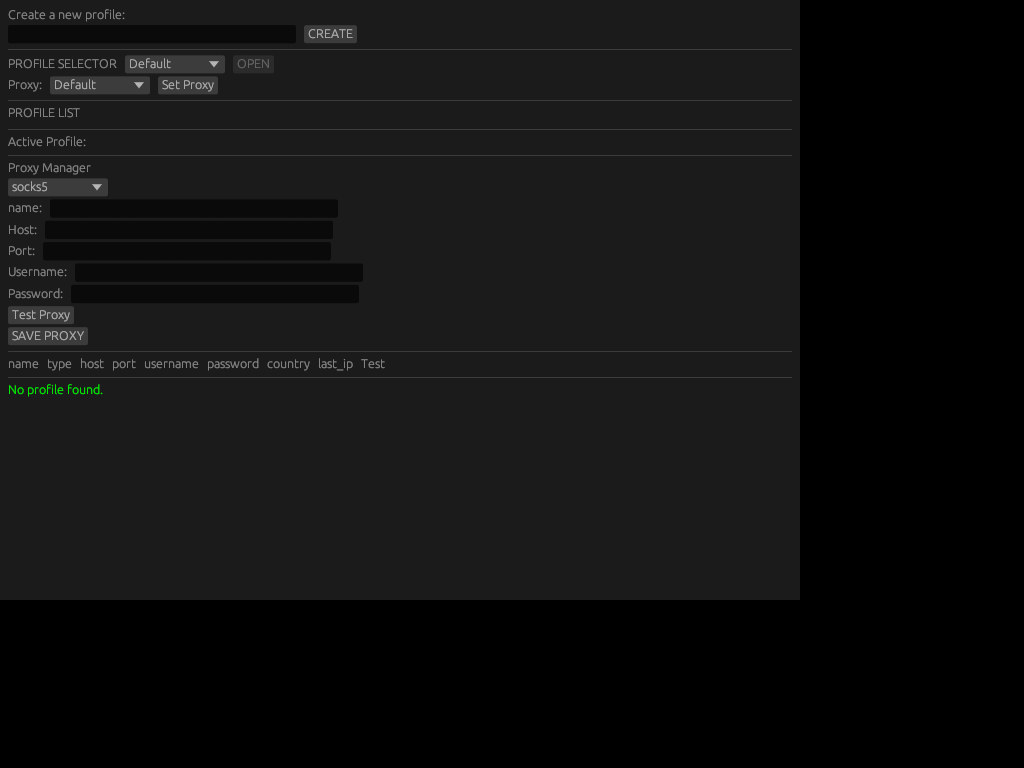 Create a new profile:
CREATE
PROFILE SELECTOR Default OPEN
Proxy: Default Set Proxy
PROFILE LIST
Active Profile:
Proxy Manager
socks5
name:
Host:
Port:
Username:
Password:
Test Proxy
SAVE PROXY
name type host port username password country last_ip Test
No profile found.